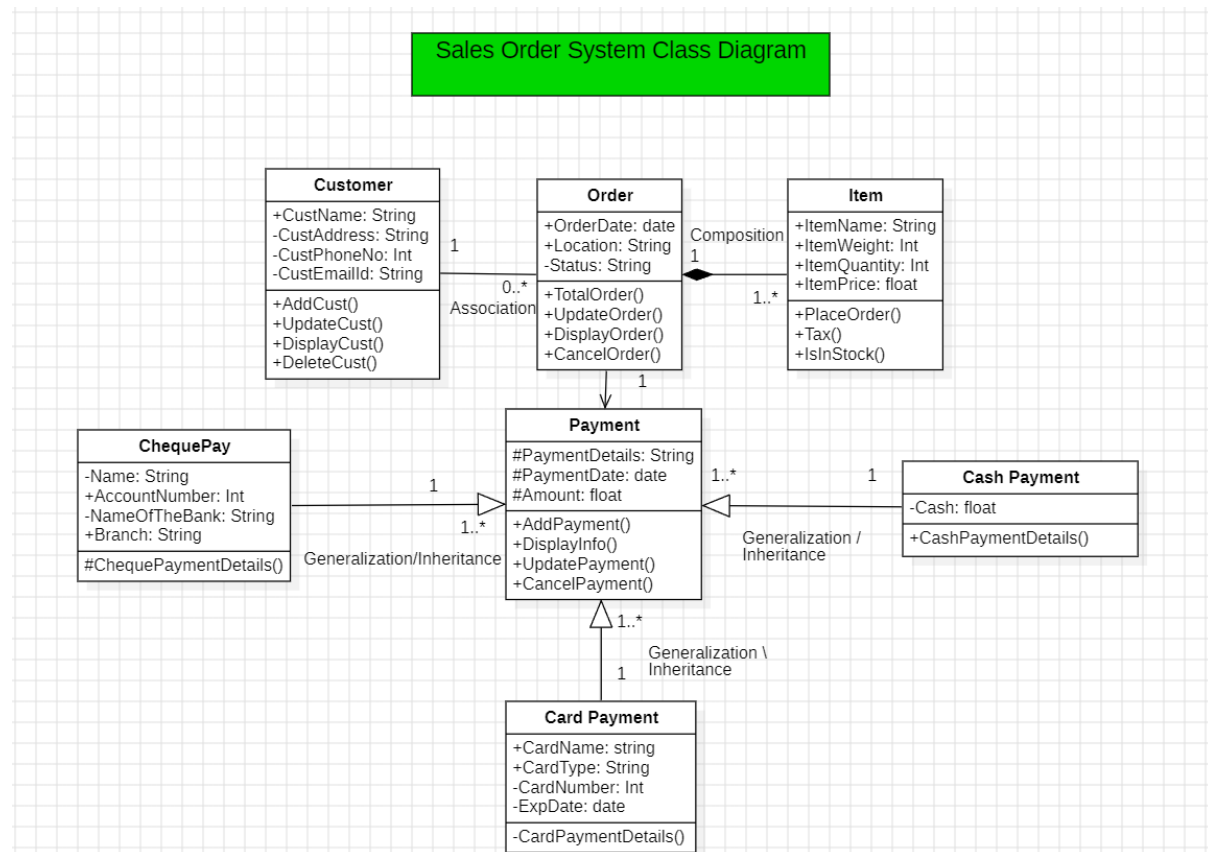 Sales Order System Class Diagram
Customer
+CustName: String
-CustAddress: String
-CustPhoneNo: Int
-CustEmailId: String
+AddCust()
+UpdateCust()
+DisplayCust()
+DeleteCust()
1
0..*
Association
Order
+OrderDate: date
+Location: String
-Status: String
+TotalOrder()
+UpdateOrder()
+DisplayOrder()
+CancelOrder()
Composition
1
1..*
Item
+ItemName: String
+ItemWeight: Int
+ItemQuantity: Int
+ItemPrice: float
+PlaceOrder()
+Tax()
+IsInStock()
1
ChequePay
-Name: String
+AccountNumber: Int
-NameOfTheBank: String
+Branch: String
#ChequePaymentDetails()
1
1..*
Generalization/Inheritance
Payment
#PaymentDetails: String
#PaymentDate: date
#Amount: float
+AddPayment()
+DisplayInfo()
+UpdatePayment()
+CancelPayment()
1..*
1
Generalization /
Inheritance
Cash Payment
-Cash: float
+CashPaymentDetails()
1..*
Generalization \
Inheritance
1
Card Payment
+CardName: string
+CardType: String
-CardNumber: Int
-ExpDate: date
-CardPaymentDetails()